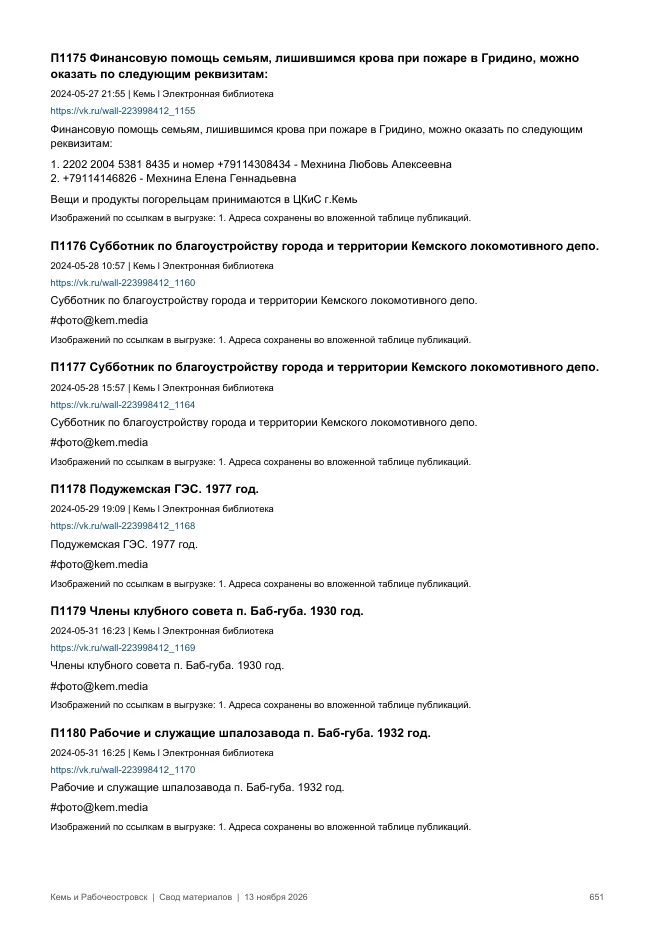 П1175 Финансовую помощь семьям, лишившимся крова при пожаре в Гридино, можно
оказать по следующим реквизитам:
2024-05-27 21:55 | Кемь I Электронная библиотека
https://vk.ru/wall-223998412_1155
Финансовую помощь семьям, лишившимся крова при пожаре в Гридино, можно оказать по следующим
реквизитам:
1. 2202 2004 5381 8435 и номер +79114308434 - Мехнина Любовь Алексеевна
2. +79114146826 - Мехнина Елена Геннадьевна
Вещи и продукты погорельцам принимаются в ЦКиС г.Кемь
Изображений по ссылкам в выгрузке: 1. Адреса сохранены во вложенной таблице публикаций.
П1176 Субботник по благоустройству города и территории Кемского локомотивного депо.
2024-05-28 10:57 | Кемь I Электронная библиотека
https://vk.ru/wall-223998412_1160
Субботник по благоустройству города и территории Кемского локомотивного депо.
#фото@kem.media
Изображений по ссылкам в выгрузке: 1. Адреса сохранены во вложенной таблице публикаций.
П1177 Субботник по благоустройству города и территории Кемского локомотивного депо.
2024-05-28 15:57 | Кемь I Электронная библиотека
https://vk.ru/wall-223998412_1164
Субботник по благоустройству города и территории Кемского локомотивного депо.
#фото@kem.media
Изображений по ссылкам в выгрузке: 1. Адреса сохранены во вложенной таблице публикаций.
П1178 Подужемская ГЭС. 1977 год.
2024-05-29 19:09 | Кемь I Электронная библиотека
https://vk.ru/wall-223998412_1168
Подужемская ГЭС. 1977 год.
#фото@kem.media
Изображений по ссылкам в выгрузке: 1. Адреса сохранены во вложенной таблице публикаций.
П1179 Члены клубного совета п. Баб-губа. 1930 год.
2024-05-31 16:23 | Кемь I Электронная библиотека
https://vk.ru/wall-223998412_1169
Члены клубного совета п. Баб-губа. 1930 год.
#фото@kem.media
Изображений по ссылкам в выгрузке: 1. Адреса сохранены во вложенной таблице публикаций.
П1180 Рабочие и служащие шпалозавода п. Баб-губа. 1932 год.
2024-05-31 16:25 | Кемь I Электронная библиотека
https://vk.ru/wall-223998412_1170
Рабочие и служащие шпалозавода п. Баб-губа. 1932 год.
#фото@kem.media
Изображений по ссылкам в выгрузке: 1. Адреса сохранены во вложенной таблице публикаций.
Кемь и Рабочеостровск | Свод материалов | 13 ноября 2026
651